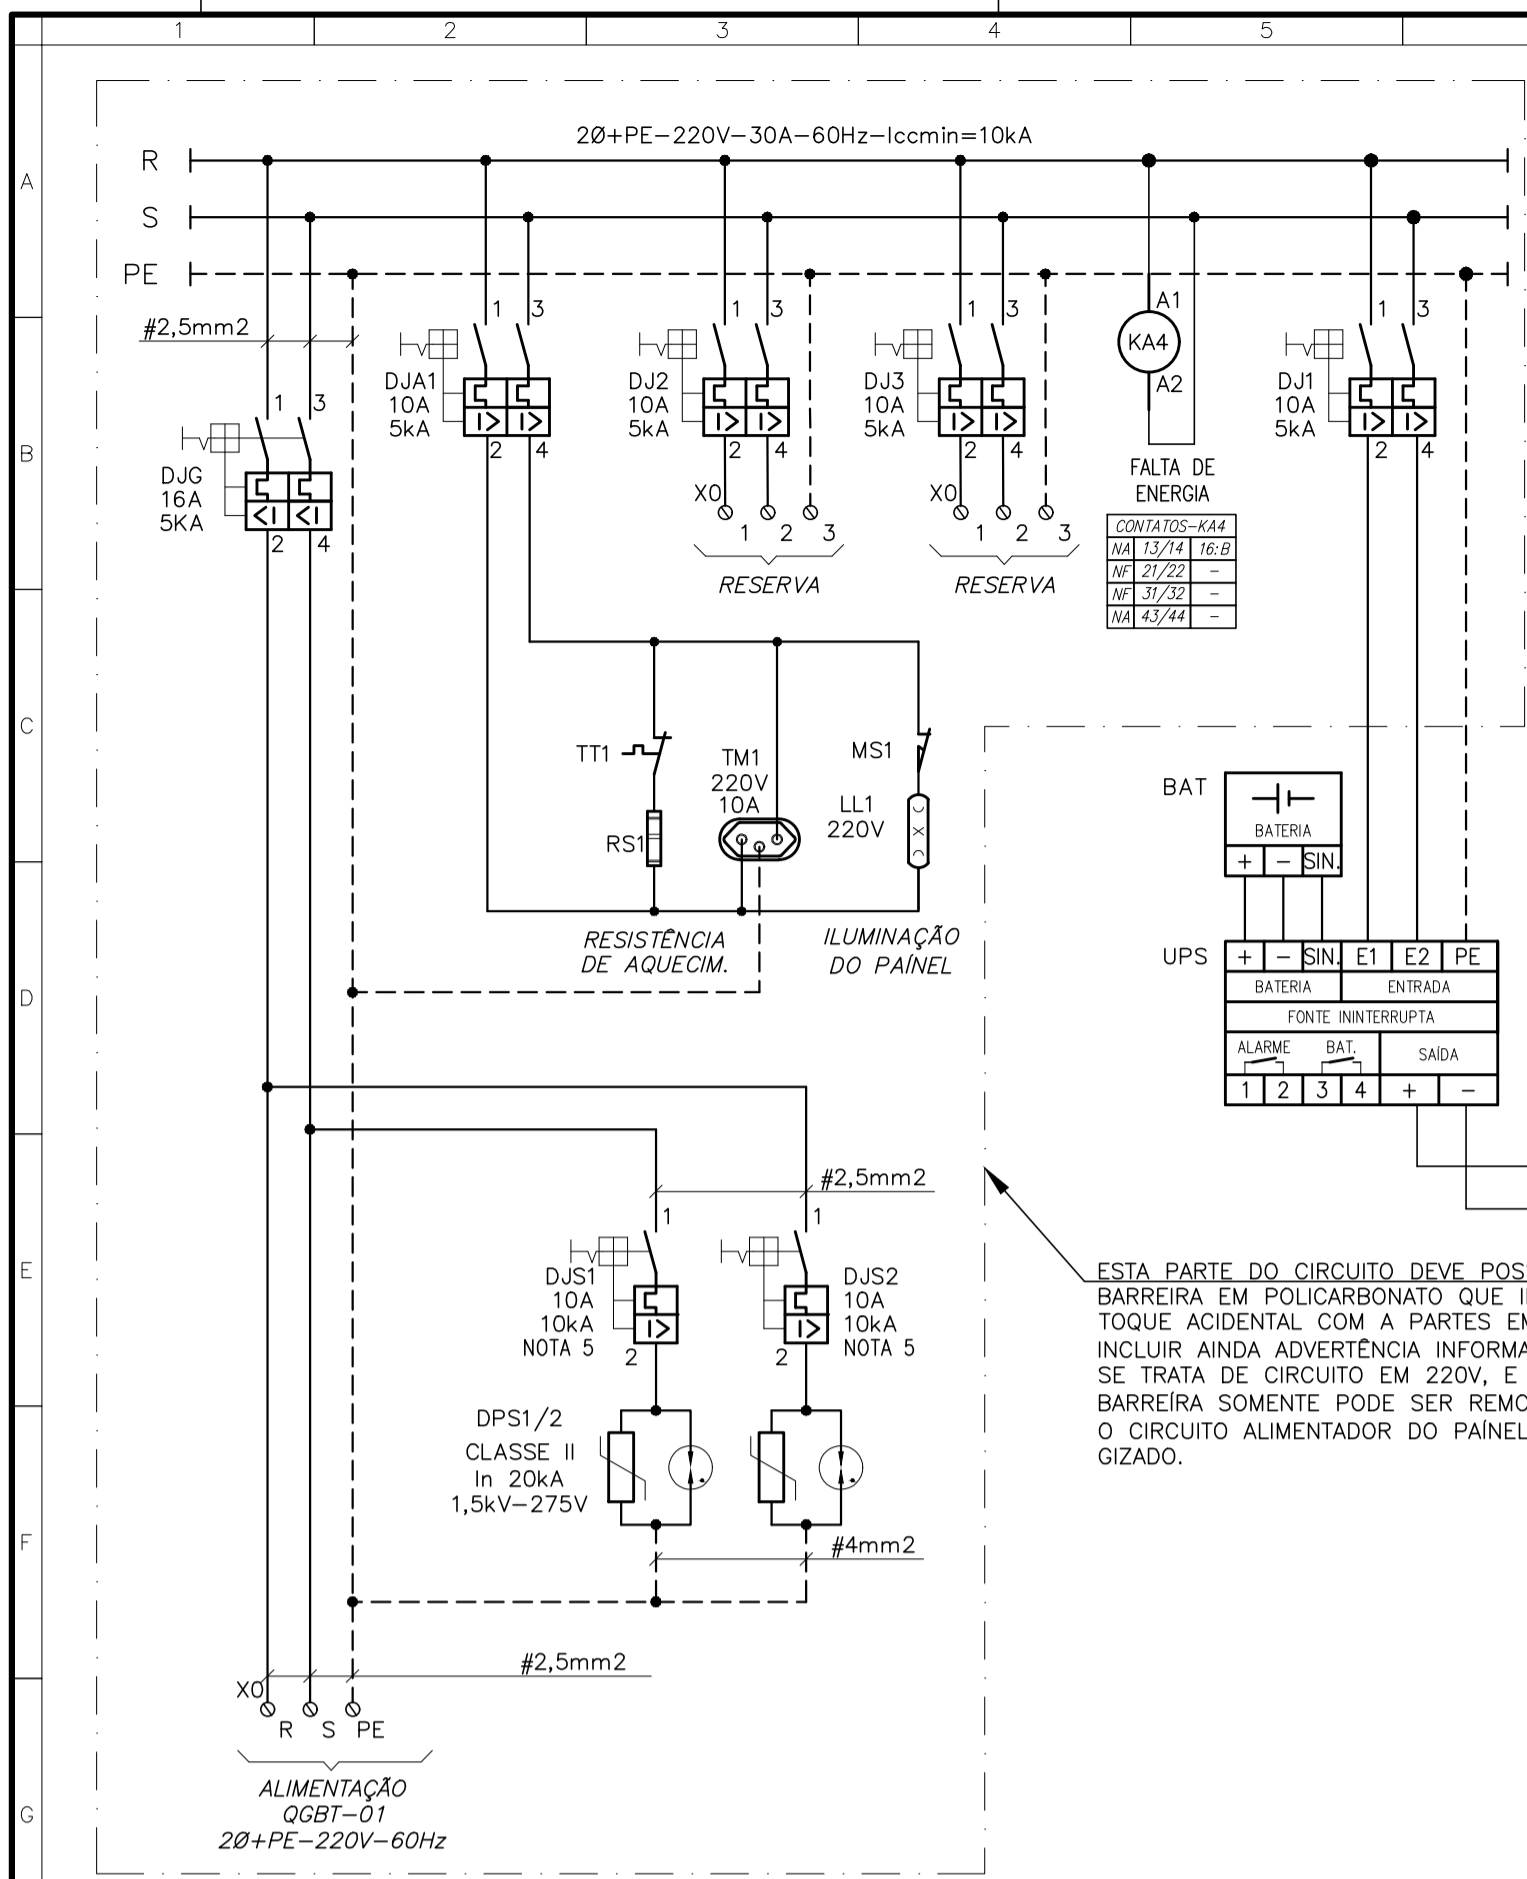 1 2 3 4 5
A
B
C
D
E
F
G
2Ø+PE-220V-30A-60Hz-Iccmin=10kA
R
S
PE
#2,5mm2
1 3
DJG
16A
5KA
2 4
1 3
DJA1
10A
5kA
2 4
1 3
DJ2
10A
5kA
2 4
X0
1 2 3
RESERVA
1 3
DJ3
10A
5kA
2 4
X0
1 2 3
RESERVA
A1
KA4
A2
FALTA DE
ENERGIA
CONTATOS-KA4
NA 13/14 16:B
NF 21/22 -
NF 31/32 -
NA 43/44 -
1 3
DJ1
10A
5kA
2 4
TT1
RS1
TM1
220V
10A
MS1
LL1
220V
X
RESISTÊNCIA
DE AQUECIM.
ILUMINAÇÃO
DO PAÍNEL
BAT
BATERIA
+ - SIN.
UPS
+ - SIN. E1 E2 PE
BATERIA ENTRADA
FONTE ININTERRUPTA
ALARME BAT. SAÍDA
1 2 3 4 + -
#2,5mm2
1
DJS1
10A
10kA
NOTA 5
2
1
DJS2
10A
10kA
NOTA 5
2
DPS1/2
CLASSE II
In 20kA
1,5kV-275V
#4mm2
#2,5mm2
X0
R S PE
ALIMENTAÇÃO
QGBT-01
2Ø+PE-220V-60Hz
ESTA PARTE DO CIRCUITO DEVE
BARREIRA EM POLICARBONATO QUE
TOQUE ACIDENTAL COM A PARTES
INCLUIR AINDA ADVERTÊNCIA
SE TRATA DE CIRCUITO EM 220V, E
BARREÍRA SOMENTE PODE SER
O CIRCUITO ALIMENTADOR DO PAÍNEL
GIZADO.